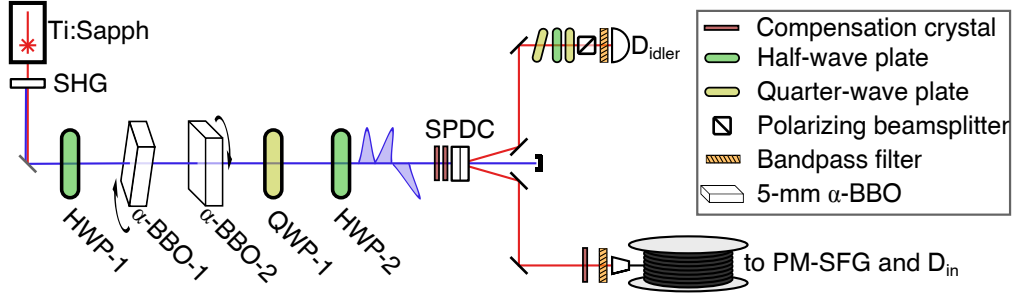 Ti:Sapph
SHG
HWP-1
α-BBO-1
α-BBO-2
QWP-1
HWP-2
SPDC
D_idler
to PM-SFG and D_in
Compensation crystal
Half-wave plate
Quarter-wave plate
Polarizing beamsplitter
Bandpass filter
5-mm α-BBO